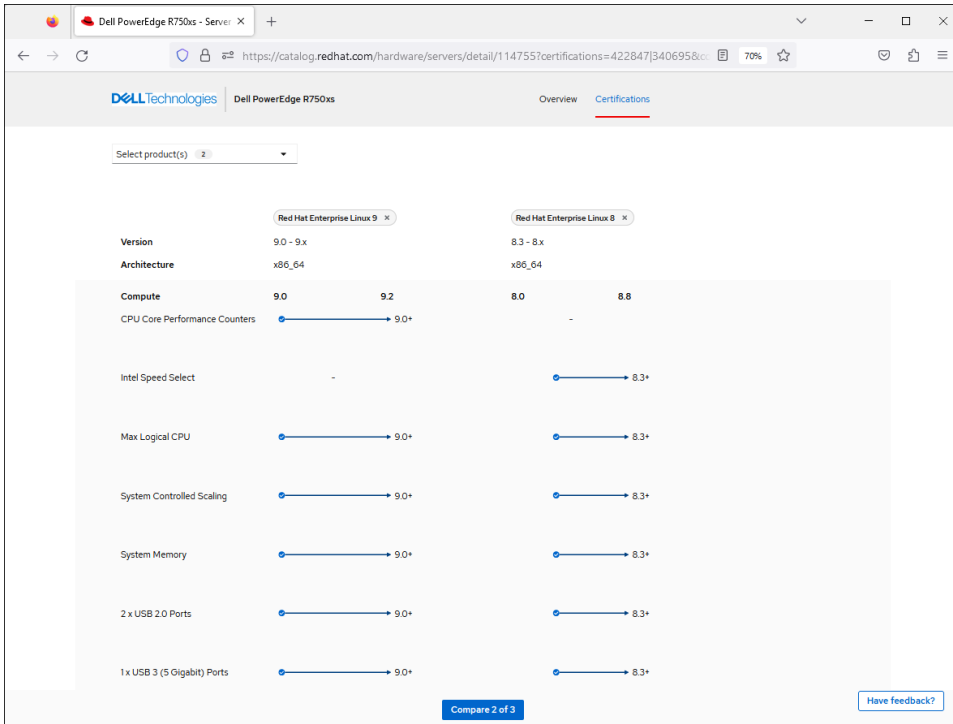 Dell PowerEdge R750xs - Server
https://catalog.redhat.com/hardware/servers/detail/114755?certifications=422847|340695&
70%
DELL Technologies
Dell PowerEdge R750xs
Overview
Certifications
Select product(s) 2
Red Hat Enterprise Linux 9 × Red Hat Enterprise Linux 8 ×
Version 9.0 - 9.x 8.3 - 8.x
Architecture x86_64 x86_64
Compute 9.0 9.2 8.0 8.8
CPU Core Performance Counters 9.0+ -
Intel Speed Select - 8.3+
Max Logical CPU 9.0+ 8.3+
System Controlled Scaling 9.0+ 8.3+
System Memory 9.0+ 8.3+
2 x USB 2.0 Ports 9.0+ 8.3+
1 x USB 3 (5 Gigabit) Ports 9.0+ 8.3+
Compare 2 of 3
Have feedback?